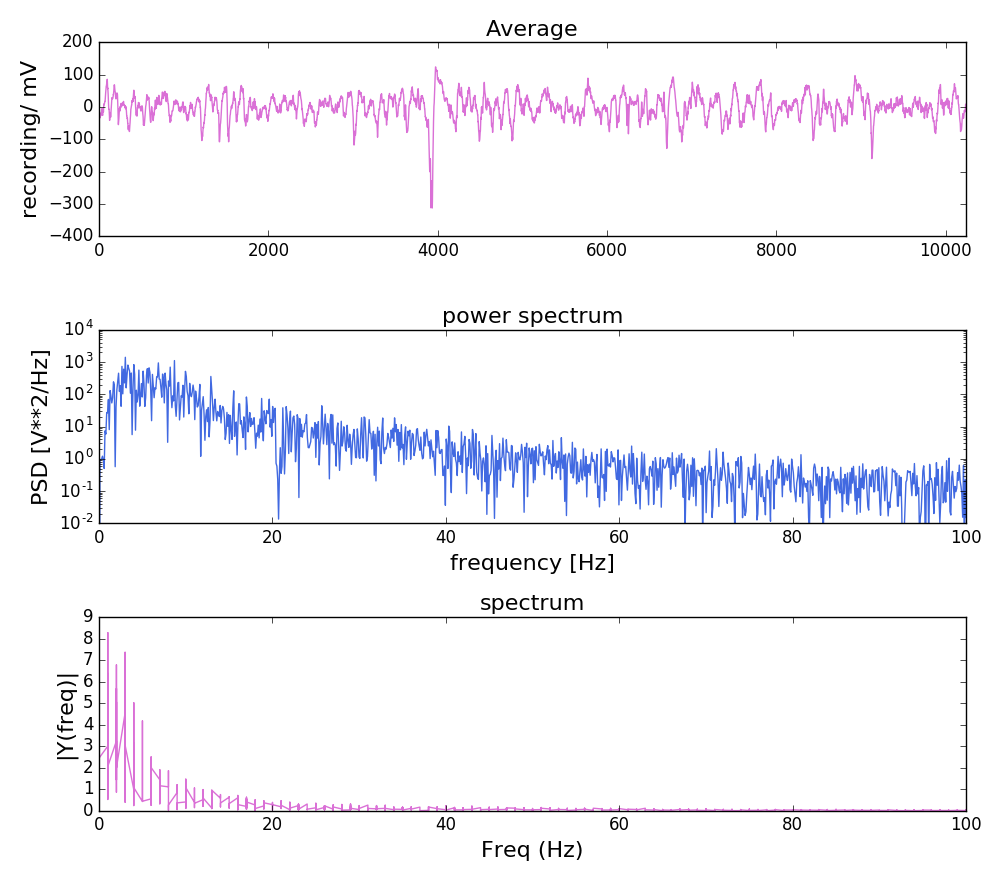 Average
recording/ mV
200
100
0
−100
−200
−300
−400
0 2000 4000 6000 8000 10000
power spectrum
PSD [V**2/Hz]
10^4
10^3
10^2
10^1
10^0
10^-1
10^-2
0 20 40 60 80 100
frequency [Hz]
spectrum
|Y(freq)|
9
8
7
6
5
4
3
2
1
0
0 20 40 60 80 100
Freq (Hz)